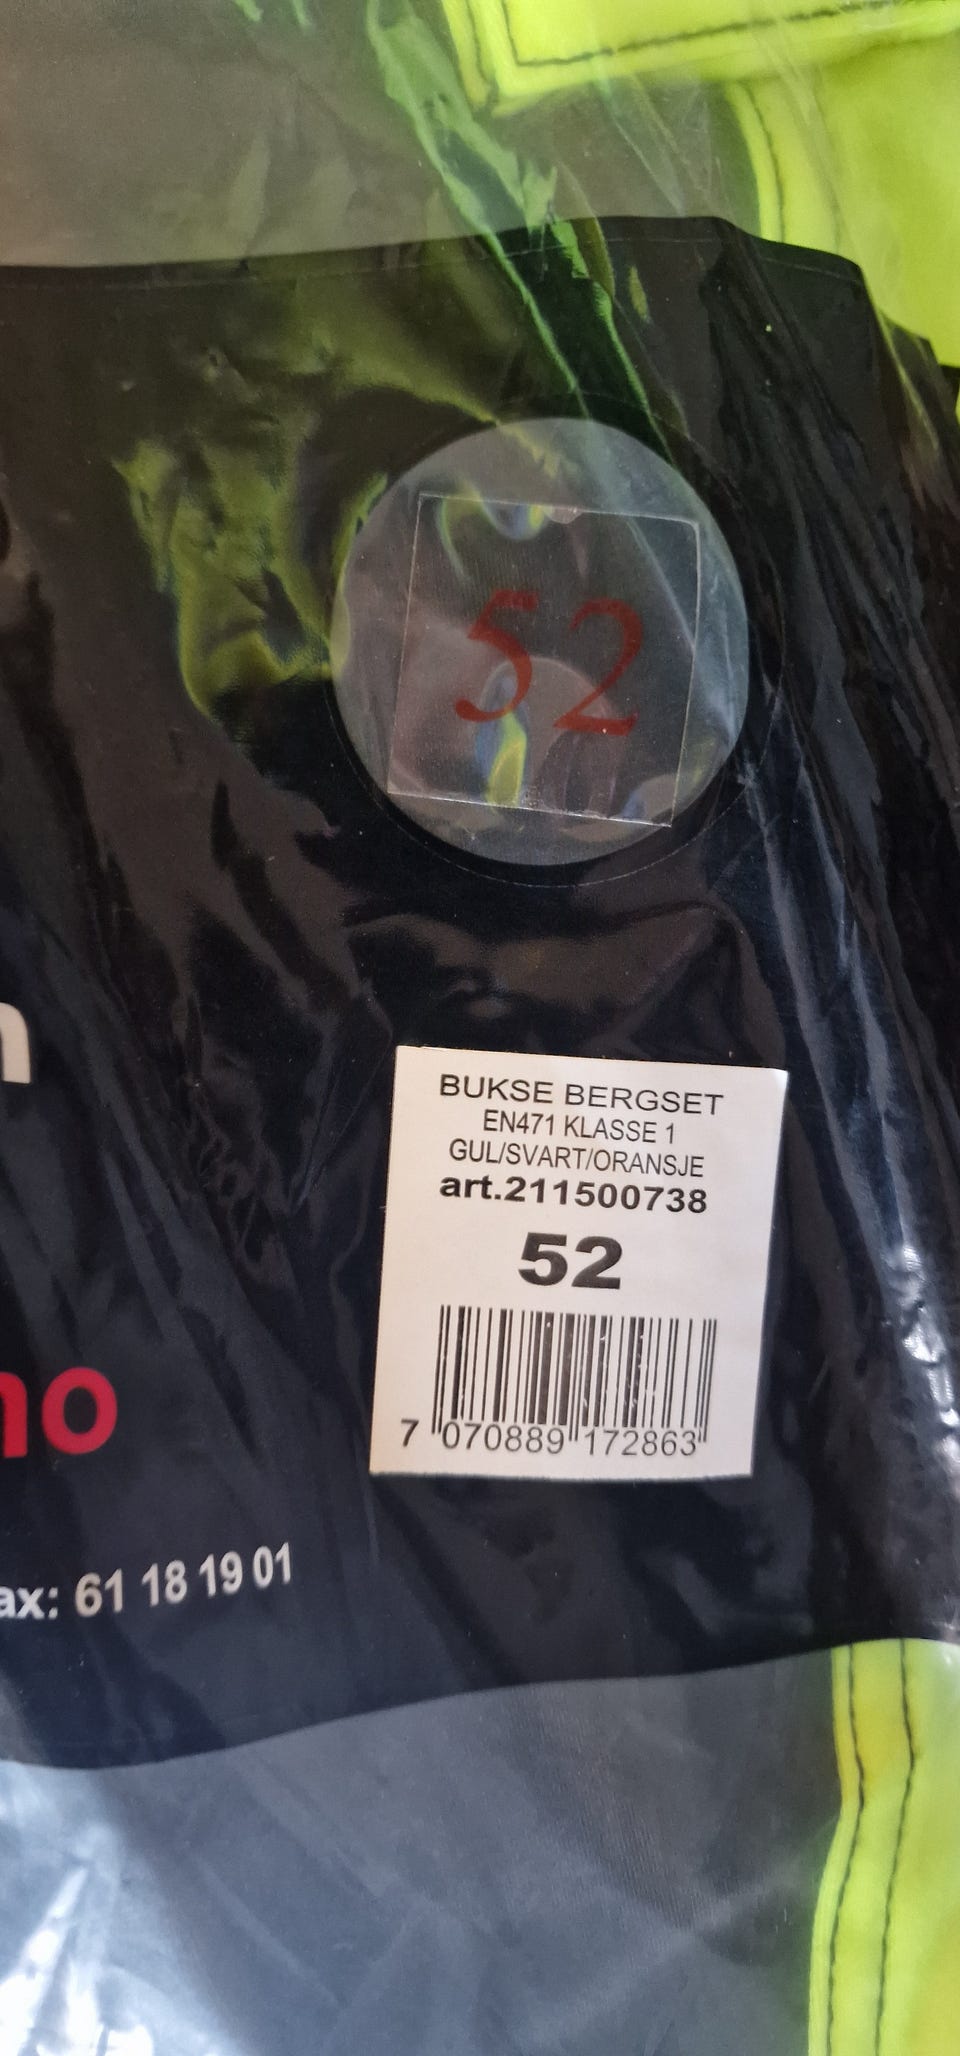 52
BUKSE BERGSET
EN471 KLASSE 1
GUL/SVART/ORANSJE
art.211500738
52
7 070889 172863
no
ax: 61 18 19 01